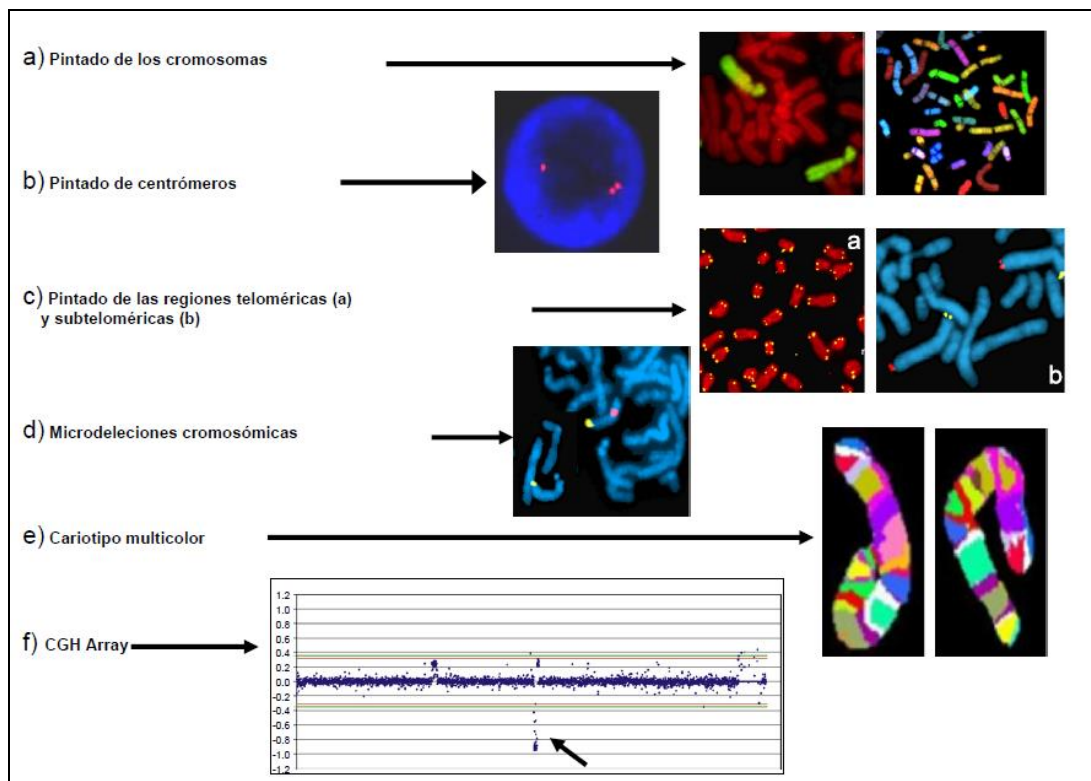 a) Pintado de los cromosomas
b) Pintado de centrómeros
a
c) Pintado de las regiones teloméricas (a)
y subteloméricas (b)
b
d) Microdeleciones cromosómicas
e) Cariotipo multicolor
f) CGH Array
1.2
1.0
0.8
0.6
0.4
0.2
0.0
-0.2
-0.4
-0.6
-0.8
-1.0
-1.2